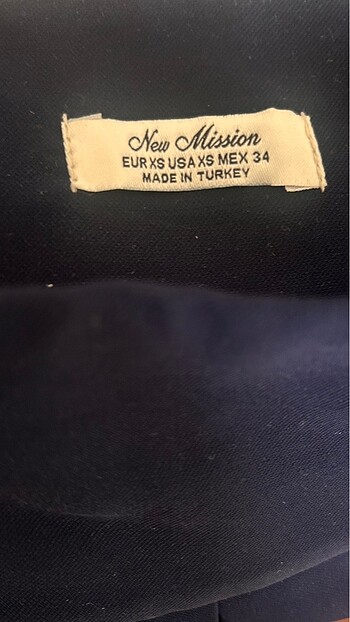 New Mission
EUR XS USA XS MEX 34
MADE IN TURKEY